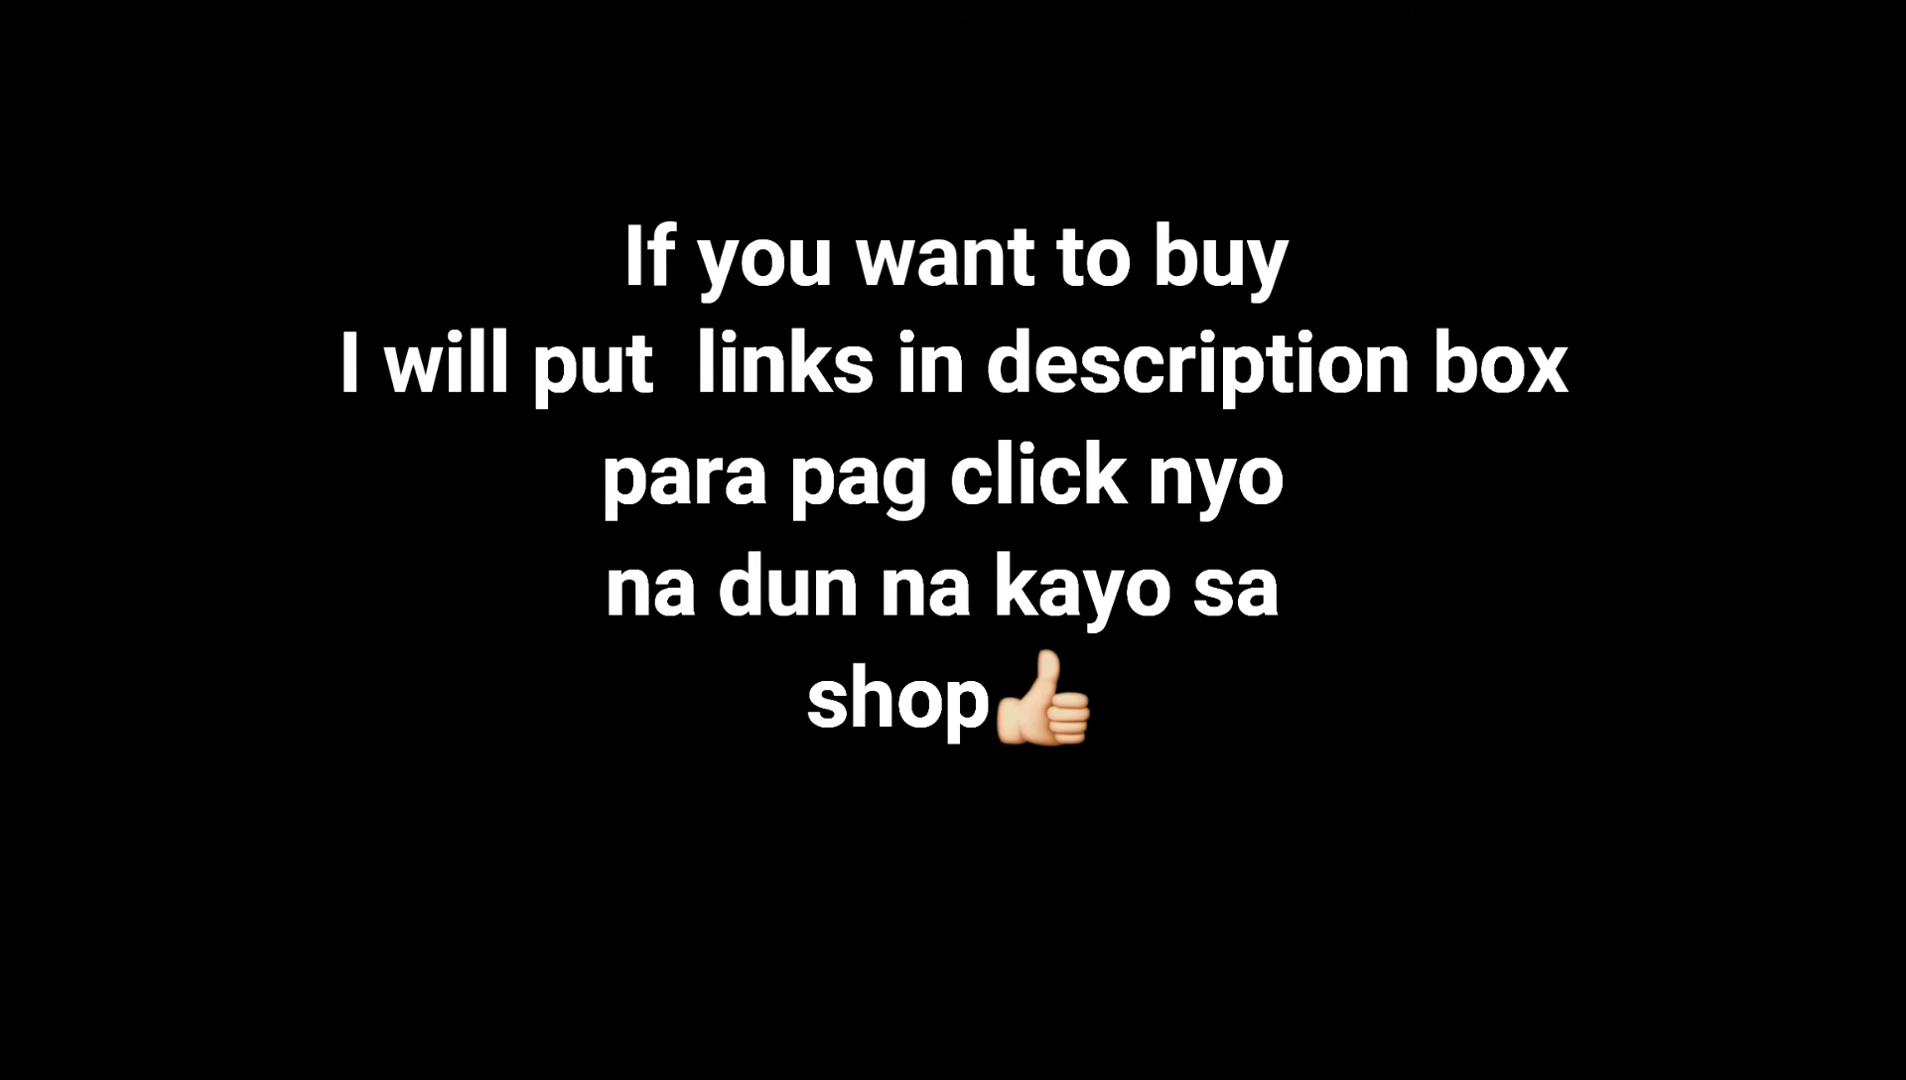 If you want to buy
I will put  links in description box
para pag click nyo
na dun na kayo sa
shop👍🏼